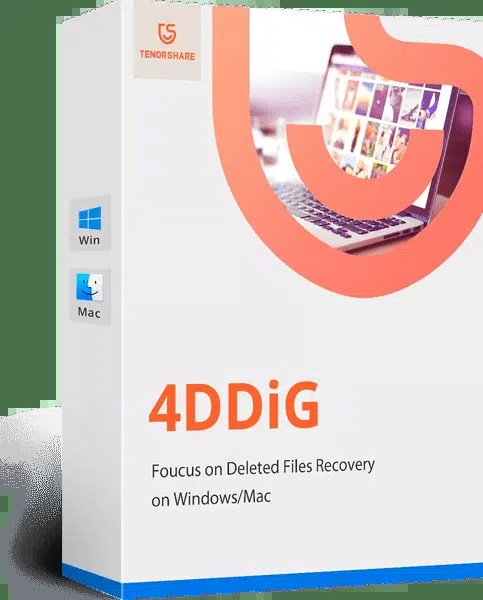 TENORSHARE
Win
Mac
4DDiG
Foucus on Deleted Files Recovery
on Windows/Mac